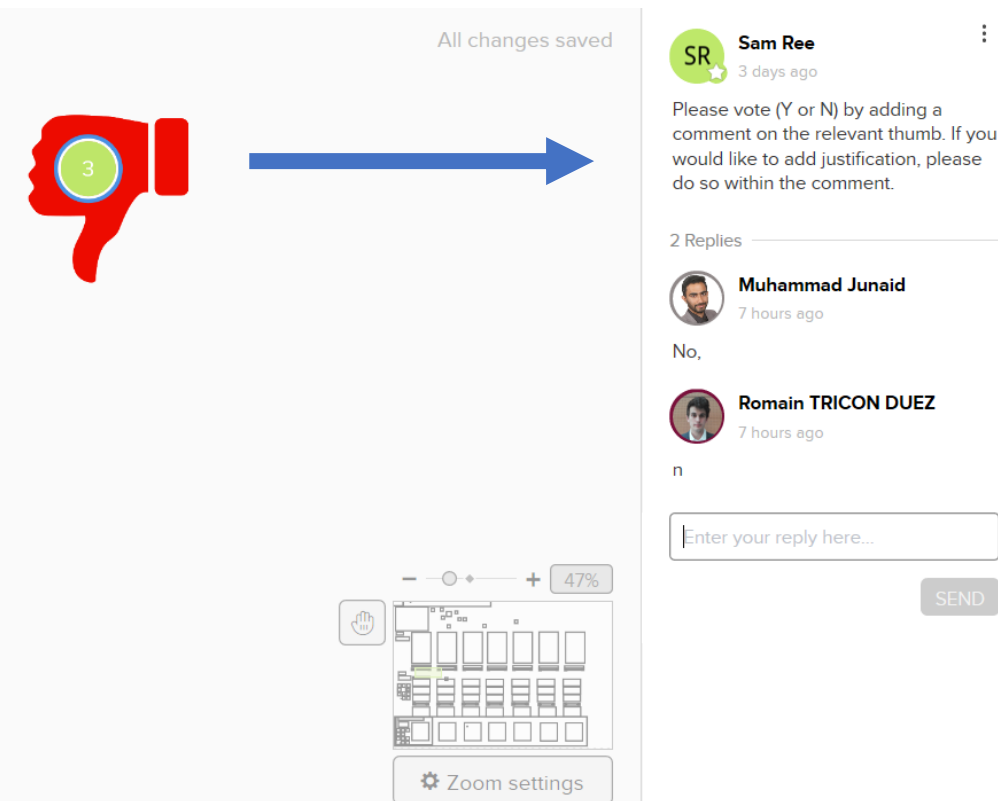 All changes saved
3
SR
Sam Ree
3 days ago
Please vote (Y or N) by adding a
comment on the relevant thumb. If you
would like to add justification, please
do so within the comment.
2 Replies
Muhammad Junaid
7 hours ago
No,
Romain TRICON DUEZ
7 hours ago
n
Enter your reply here...
SEND
47%
Zoom settings